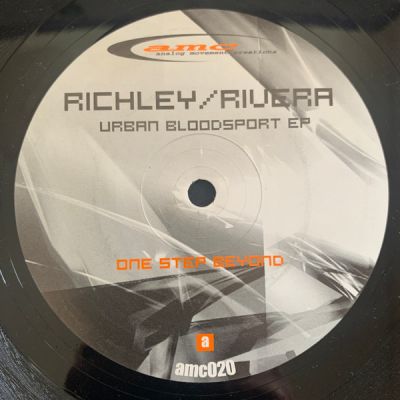 amc
analog movement creations
RICHLEY/RIVERA
URBAN BLOODSPORT EP
ONE STEP BEYOND
a
amc020